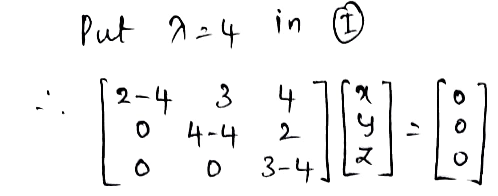 Put λ=4 in Ⓘ
∴ [2-4 3 4] [x] = [0]
[0 4-4 2] [y] [0]
[0 0 3-4] [z] [0]